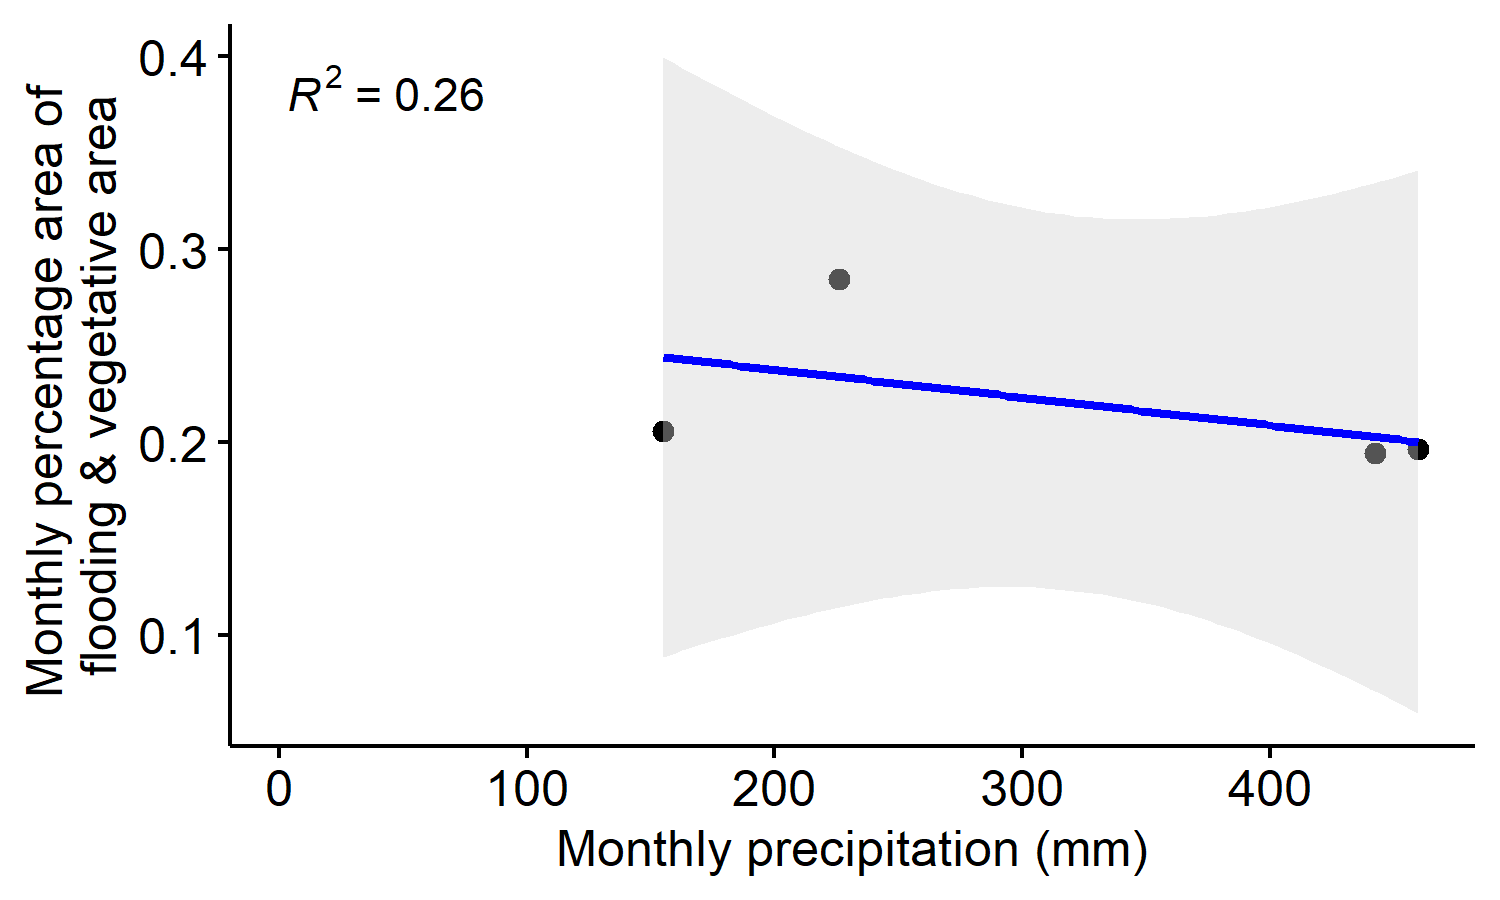 R² = 0.26
Monthly percentage area of
flooding & vegetative area
0.4
0.3
0.2
0.1
0 100 200 300 400
Monthly precipitation (mm)